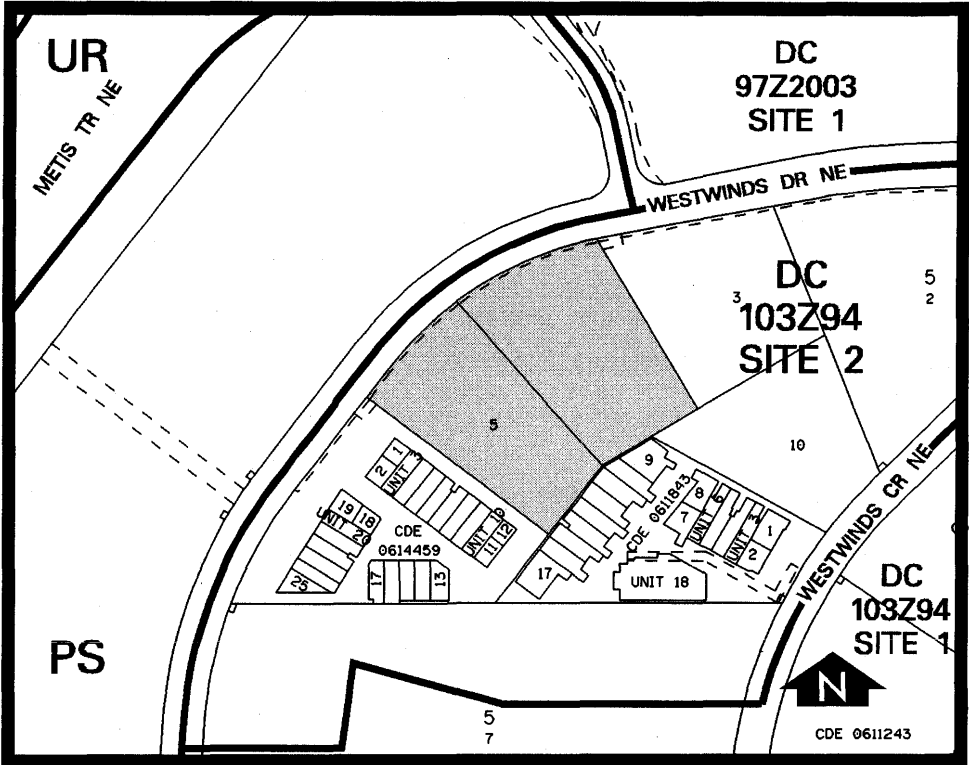 UR
METIS TR NE
DC
97Z2003
SITE 1
WESTWINDS DR NE
DC
103Z94
SITE 2
3
5
2
5
10
9
1
UNIT 3
2
8
7
CDE 0611843
UNIT 6
UNIT 3
1
2
19
18
UNIT 20
CDE
0614459
UNIT 10
11
12
17
25
17
13
UNIT 18
WESTWINDS CR NE
DC
103Z94
SITE 1
PS
N
5
7
CDE 0611243